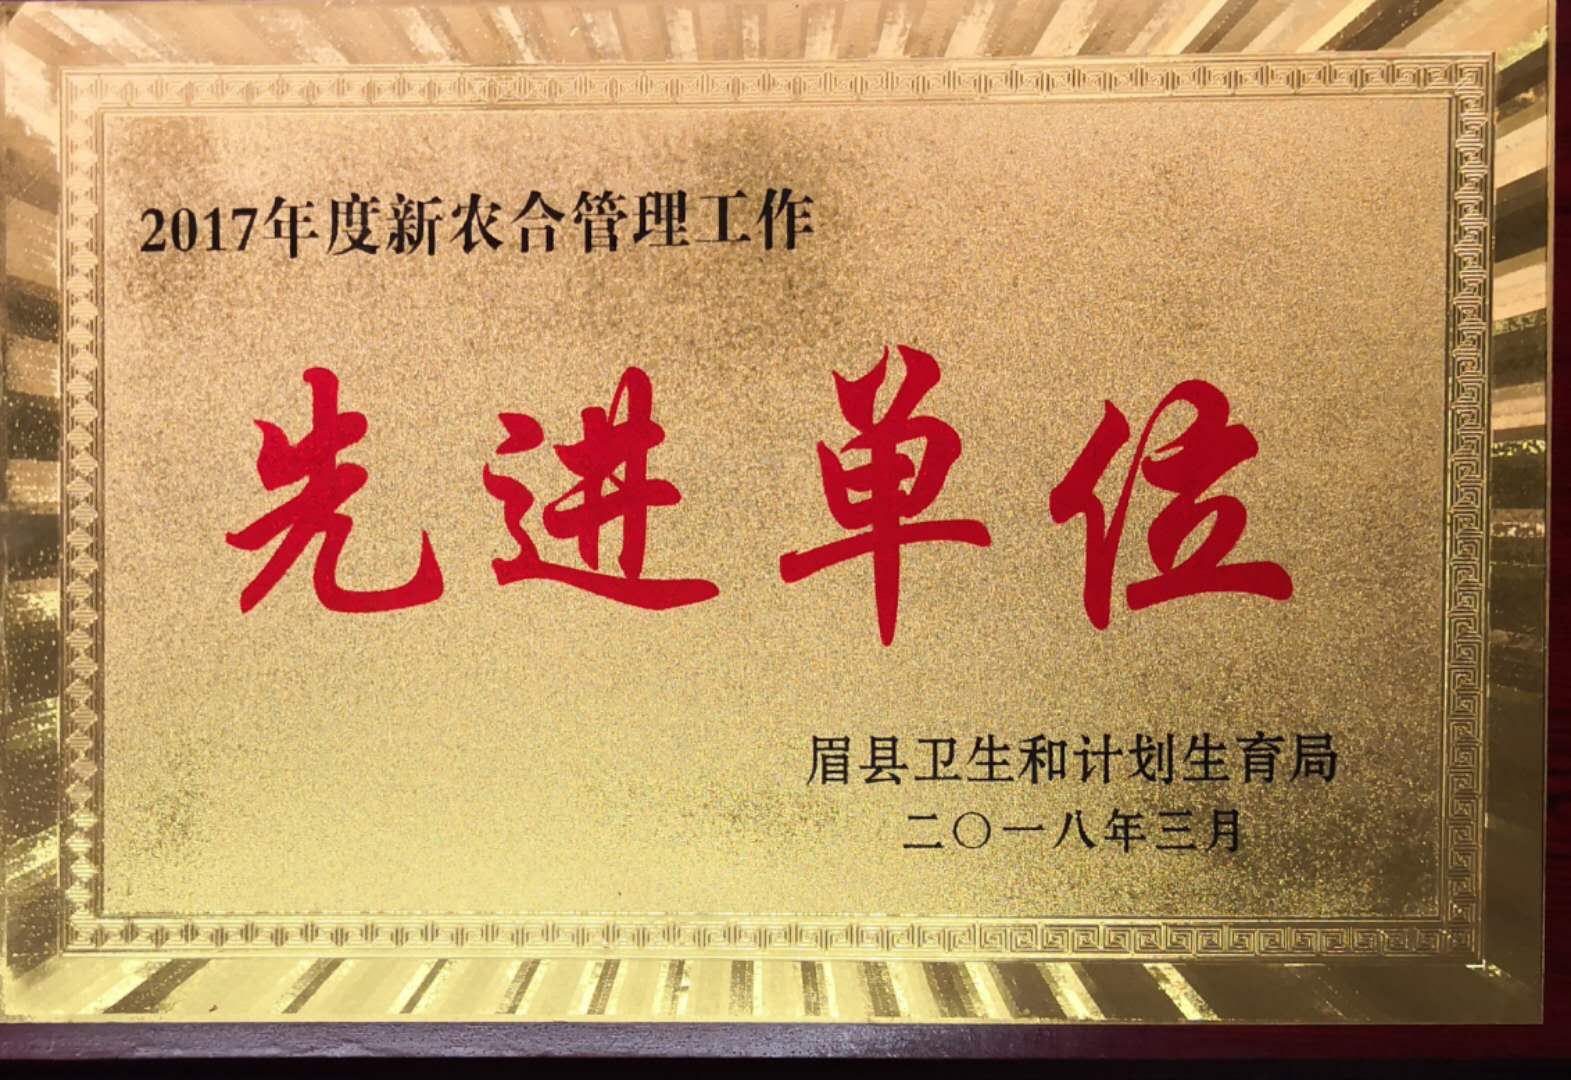 2017年度新农合管理工作
先进单位
眉县卫生和计划生育局
二〇一八年三月